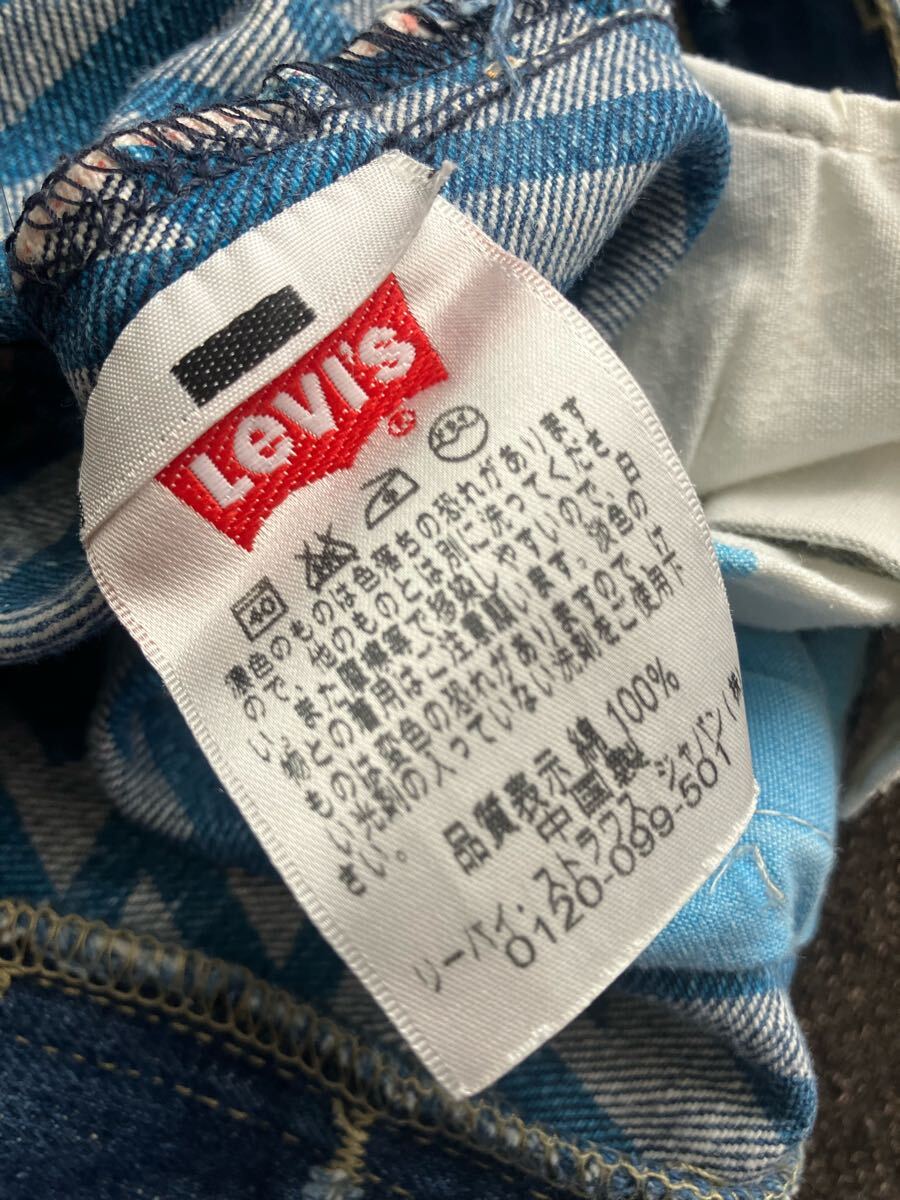 Levi's
®
40
濃色のものは色落ちの恐れがあります
ので、他のものとは別に洗ってくださ
い。また摩擦等で移染しやすいので、白
物との着用はご注意願います。淡色の
ものは変色の恐れがありますので、
光剤の入っていない洗剤をご使用下
さい。
品質表示 綿 100%
中国製
リーバイ・ストラウス ジャパン(株
0120-099-501